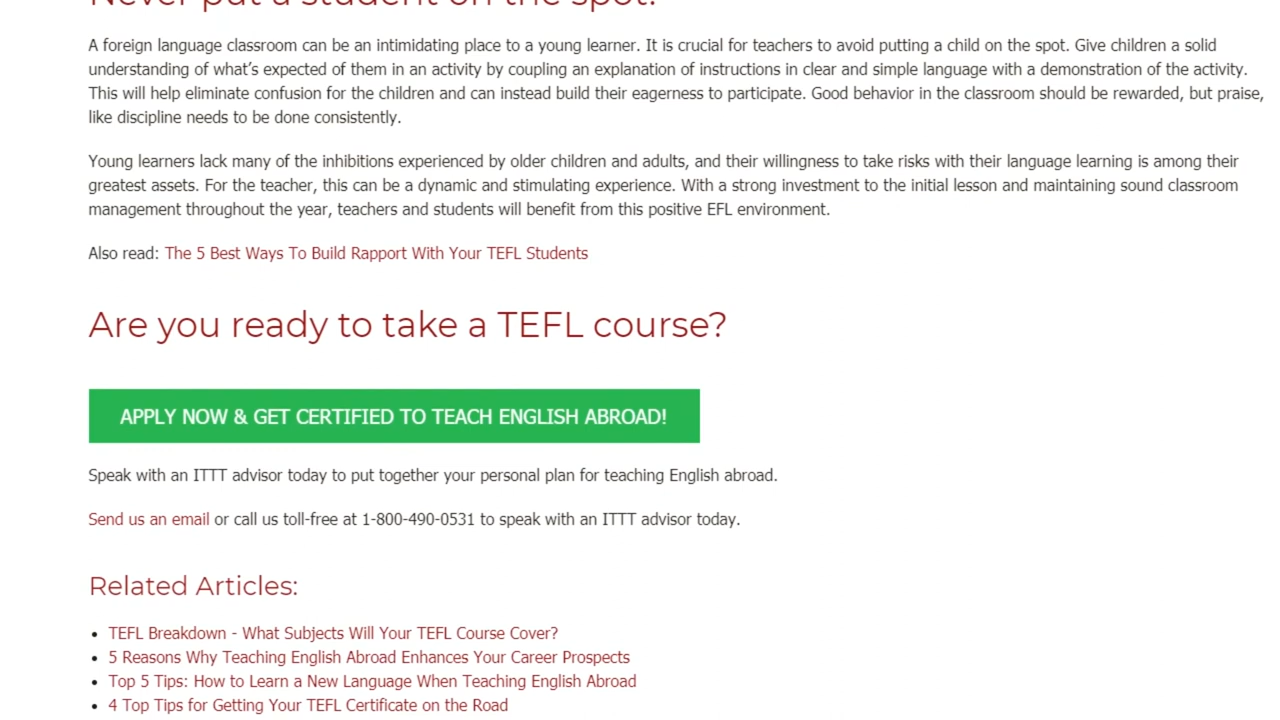 Never put a student on the spot!
A foreign language classroom can be an intimidating place to a young learner. It is crucial for teachers to avoid putting a child on the spot. Give children a solid
understanding of what’s expected of them in an activity by coupling an explanation of instructions in clear and simple language with a demonstration of the activity.
This will help eliminate confusion for the children and can instead build their eagerness to participate. Good behavior in the classroom should be rewarded, but praise,
like discipline needs to be done consistently.
Young learners lack many of the inhibitions experienced by older children and adults, and their willingness to take risks with their language learning is among their
greatest assets. For the teacher, this can be a dynamic and stimulating experience. With a strong investment to the initial lesson and maintaining sound classroom
management throughout the year, teachers and students will benefit from this positive EFL environment.
Also read: The 5 Best Ways To Build Rapport With Your TEFL Students
Are you ready to take a TEFL course?
APPLY NOW & GET CERTIFIED TO TEACH ENGLISH ABROAD!
Speak with an ITTT advisor today to put together your personal plan for teaching English abroad.
Send us an email or call us toll-free at 1-800-490-0531 to speak with an ITTT advisor today.
Related Articles:
• TEFL Breakdown - What Subjects Will Your TEFL Course Cover?
• 5 Reasons Why Teaching English Abroad Enhances Your Career Prospects
• Top 5 Tips: How to Learn a New Language When Teaching English Abroad
• 4 Top Tips for Getting Your TEFL Certificate on the Road